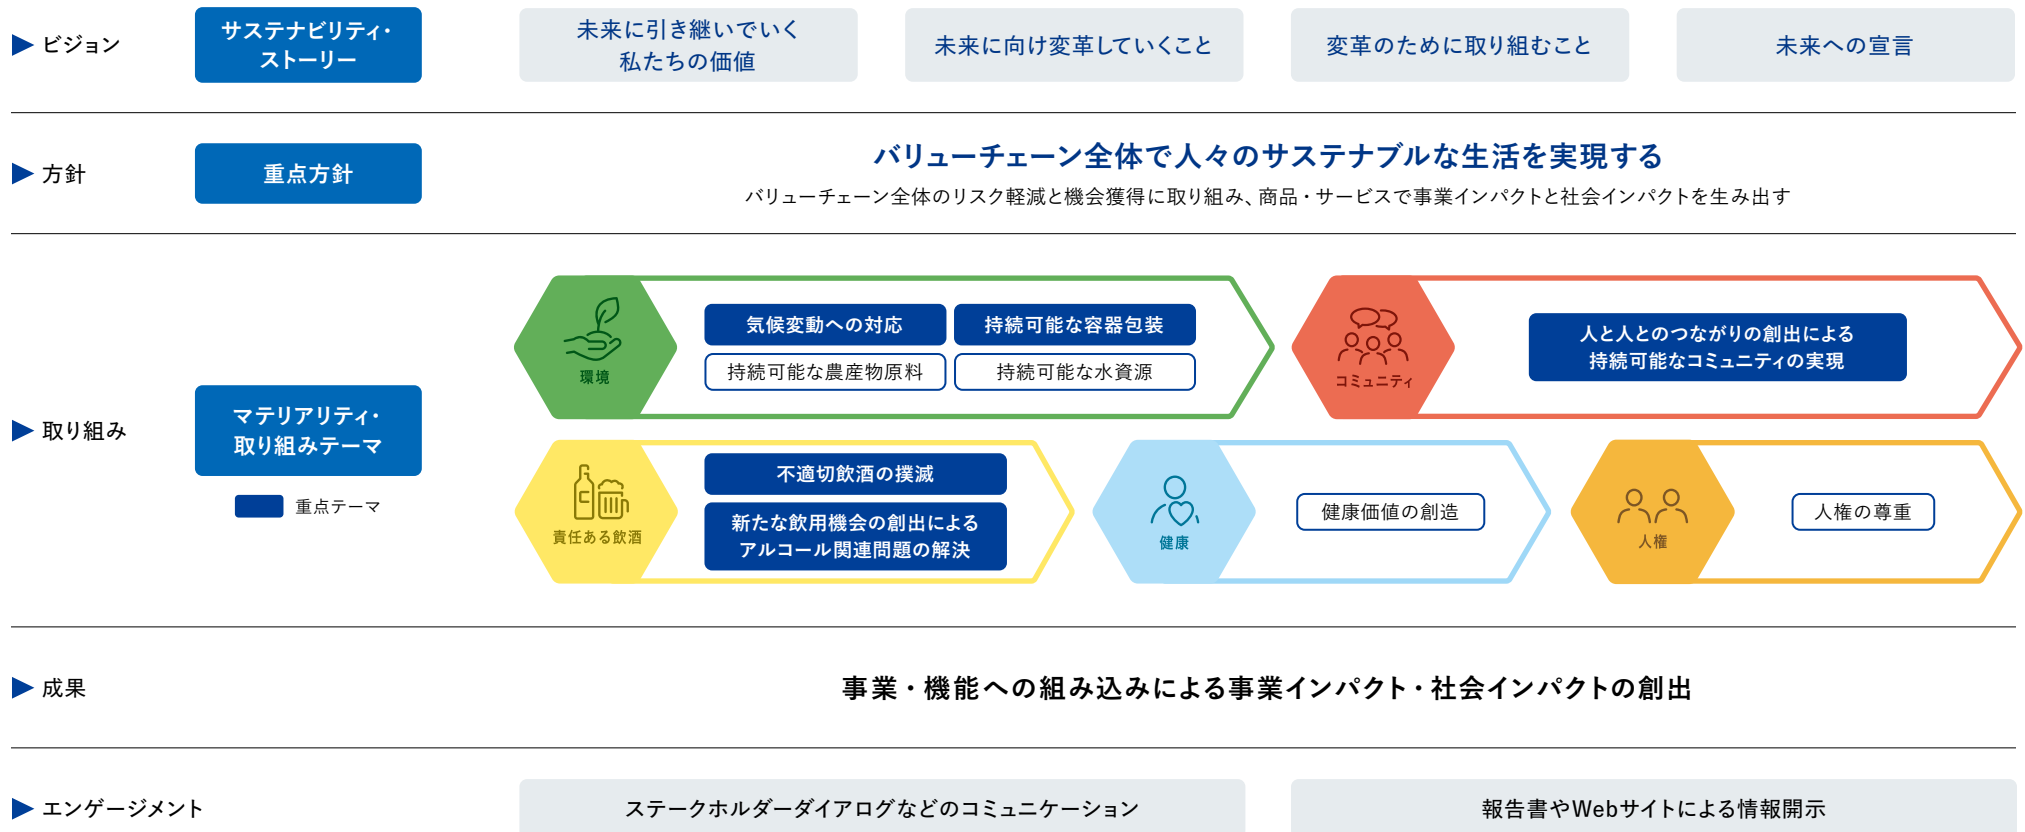 ビジョン
サステナビリティ・
ストーリー
未来に引き継いでいく
私たちの価値
未来に向け変革していくこと
変革のために取り組むこと
未来への宣言
方針
重点方針
バリューチェーン全体で人々のサステナブルな生活を実現する
バリューチェーン全体のリスク軽減と機会獲得に取り組み、商品・サービスで事業インパクトと社会インパクトを生み出す
取り組み
マテリアリティ・
取り組みテーマ
重点テーマ
環境
気候変動への対応
持続可能な容器包装
持続可能な農産物原料
持続可能な水資源
コミュニティ
人と人とのつながりの創出による
持続可能なコミュニティの実現
責任ある飲酒
不適切飲酒の撲滅
新たな飲用機会の創出による
アルコール関連問題の解決
健康
健康価値の創造
人権
人権の尊重
成果
事業・機能への組み込みによる事業インパクト・社会インパクトの創出
エンゲージメント
ステークホルダーダイアログなどのコミュニケーション
報告書やWebサイトによる情報開示